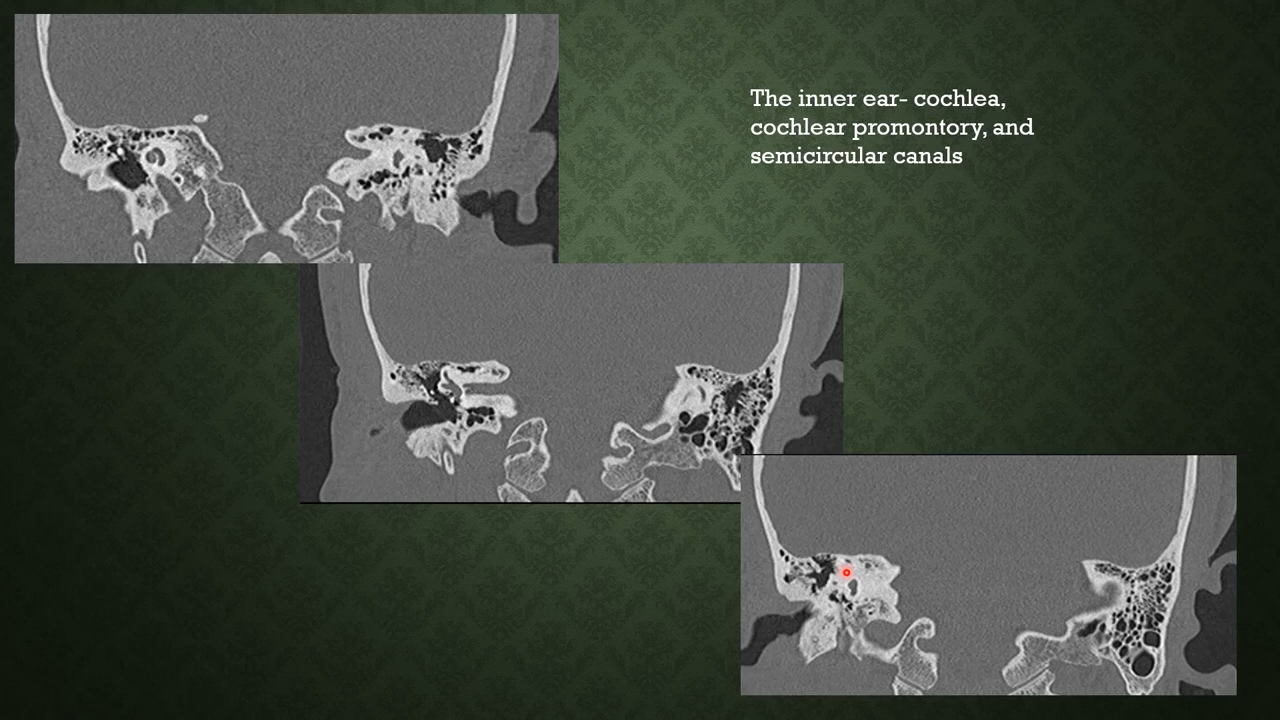 The inner ear- cochlea,
cochlear promontory, and
semicircular canals